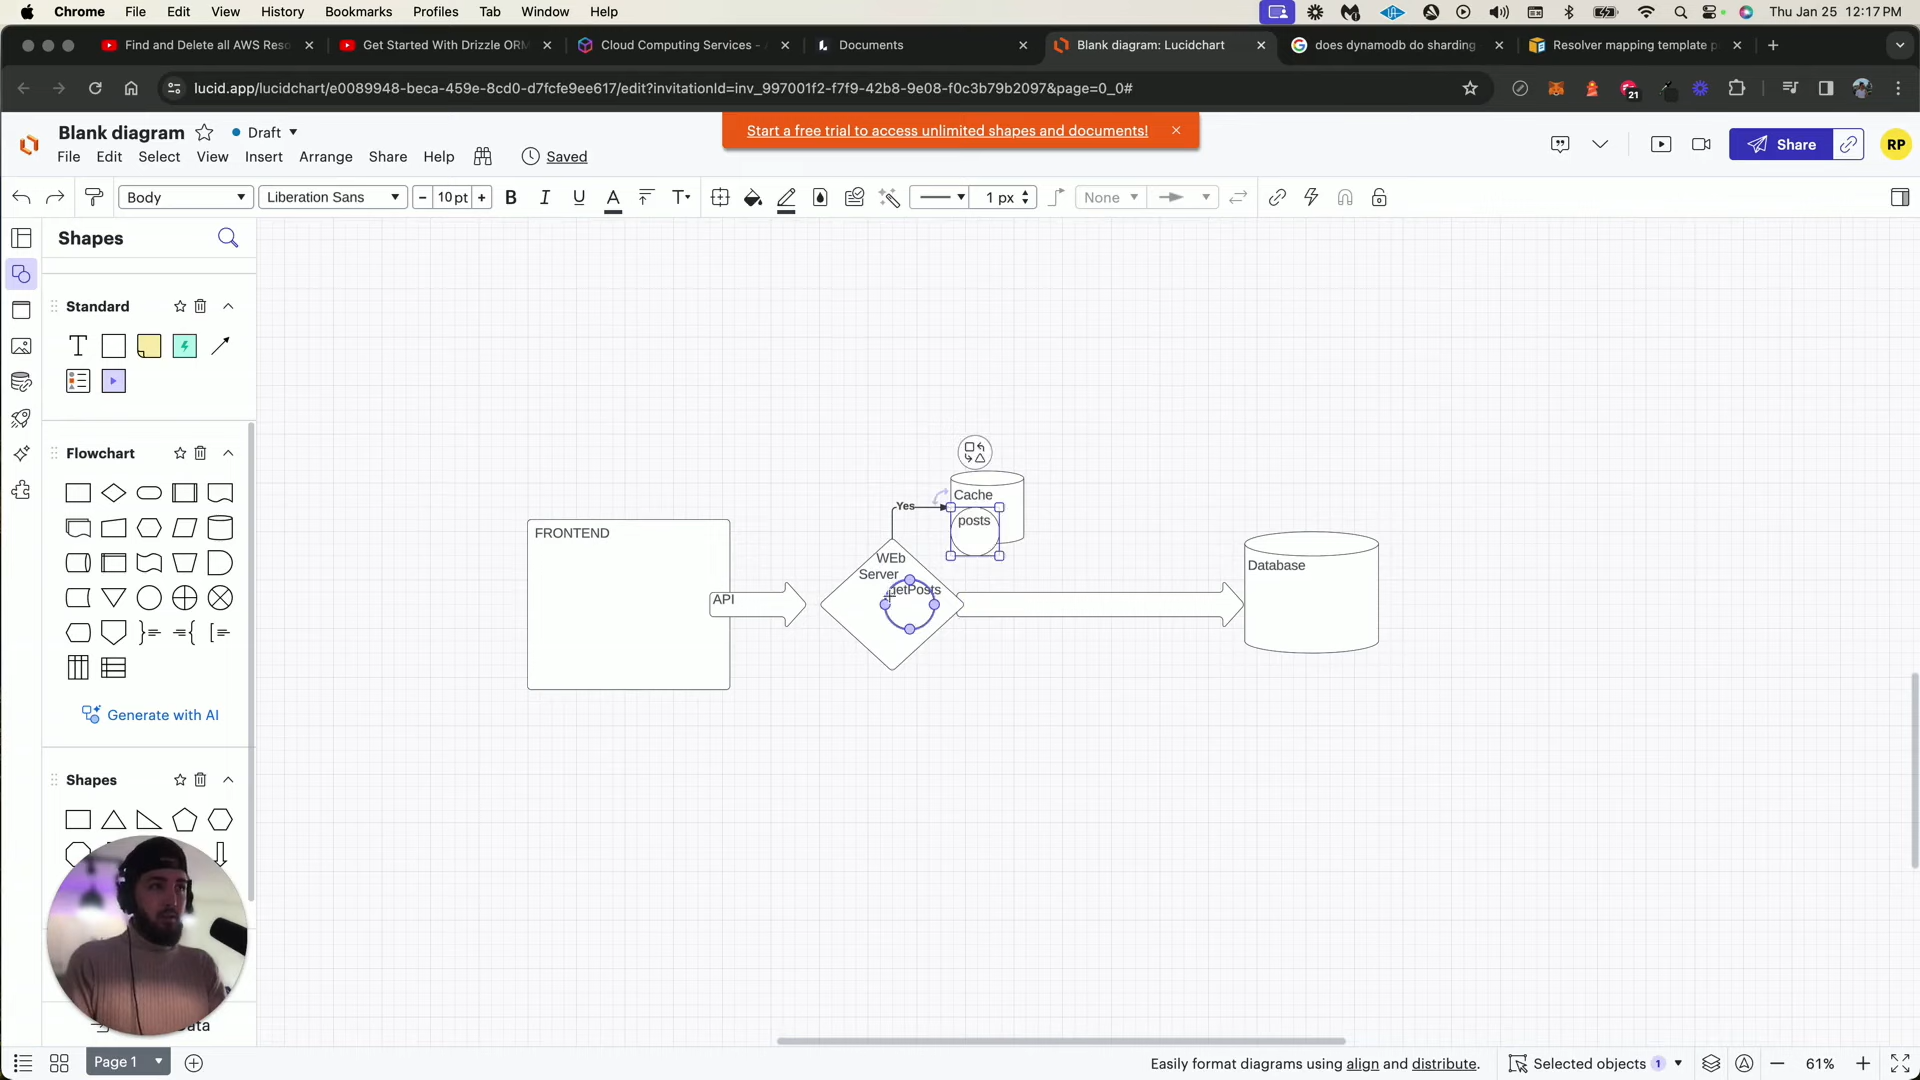 Chrome File Edit View History Bookmarks Profiles Tab Window Help
Thu Jan 25 12:17 PM
Find and Delete all AWS Reso
Get Started With Drizzle ORM
Cloud Computing Services -
Documents
Blank diagram: Lucidchart
does dynamodb do sharding
Resolver mapping template p
lucid.app/lucidchart/e0089948-beca-459e-8cd0-d7fcfe9ee617/edit?invitationId=inv_997001f2-f7f9-42b8-9e08-f0c3b79b2097&page=0_0#
21
Blank diagram
Draft
Start a free trial to access unlimited shapes and documents!
File Edit Select View Insert Arrange Share Help
Saved
Share
RP
Body
Liberation Sans
10 pt
B I U A T
1 px
None
Shapes
Standard
T
Flowchart
Generate with AI
Shapes
Cache
posts
Yes
FRONTEND
API
WEb
Server
getPosts
Database
Page 1
Easily format diagrams using align and distribute.
Selected objects 1
61%